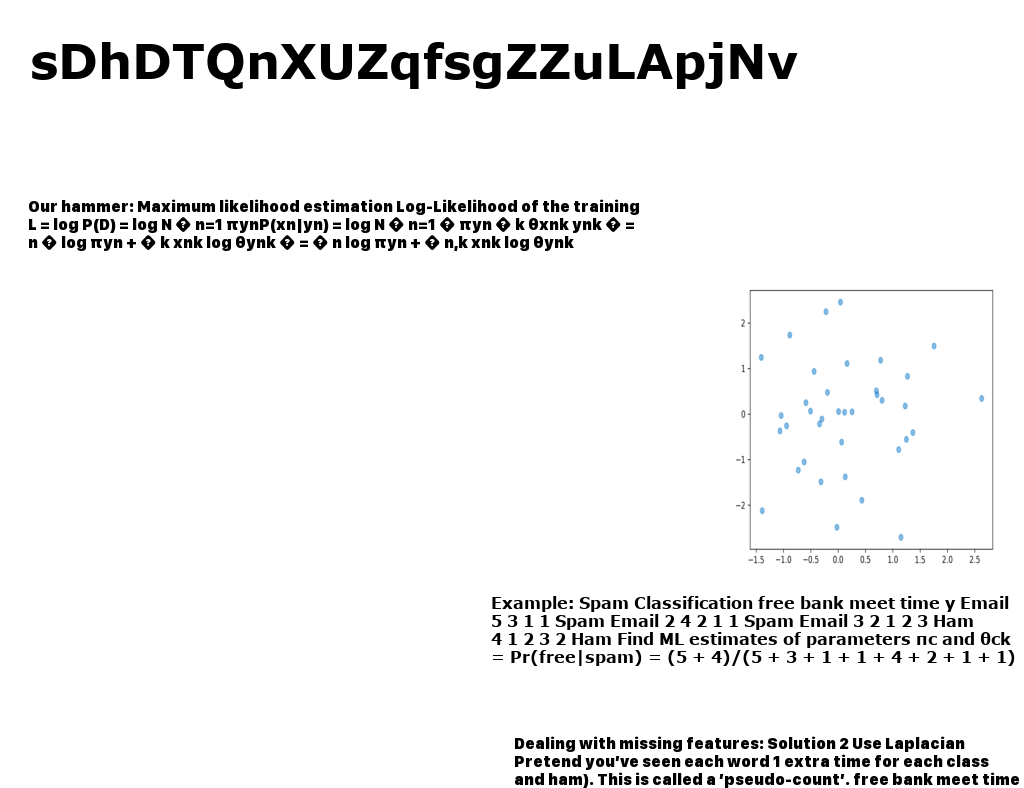 sDhDTQnXUZqfsgZZuLApjNv
Our hammer: Maximum likelihood estimation Log-Likelihood of the training
L = log P(D) = log N � n=1 πynP(xn|yn) = log N � n=1 � πyn � k θxnk ynk � =
n � log πyn + � k xnk log θynk � = � n log πyn + � n,k xnk log θynk
2
1
0
−1
−2
−1.5 −1.0 −0.5 0.0 0.5 1.0 1.5 2.0 2.5
Example: Spam Classification free bank meet time y Email
5 3 1 1 Spam Email 2 4 2 1 1 Spam Email 3 2 1 2 3 Ham
4 1 2 3 2 Ham Find ML estimates of parameters πc and θck
= Pr(free|spam) = (5 + 4)/(5 + 3 + 1 + 1 + 4 + 2 + 1 + 1)
Dealing with missing features: Solution 2 Use Laplacian
Pretend you’ve seen each word 1 extra time for each class
and ham). This is called a ‘pseudo-count’. free bank meet time